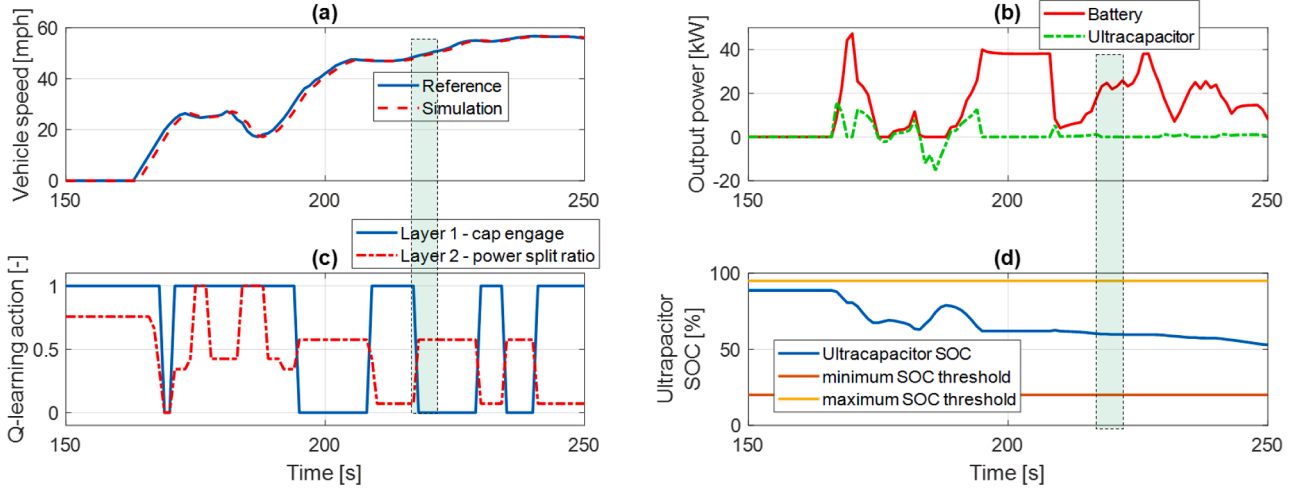 (a)
Vehicle speed [mph]
60
40
20
0
Reference
Simulation
150
200
250
(b)
Output power [kW]
40
20
0
-20
Battery
Ultracapacitor
150
200
250
(c)
Q-learning action [-]
1
0.5
0
Layer 1 - cap engage
Layer 2 - power split ratio
150
200
250
Time [s]
(d)
Ultracapacitor
SOC [%]
100
50
0
Ultracapacitor SOC
minimum SOC threshold
maximum SOC threshold
150
200
250
Time [s]